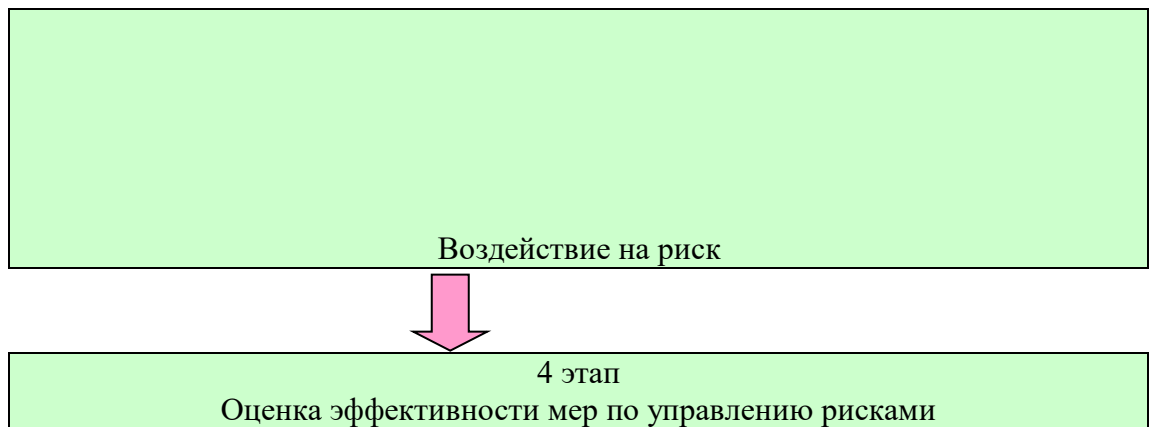 Воздействие на риск
4 этап
Оценка эффективности мер по управлению рисками